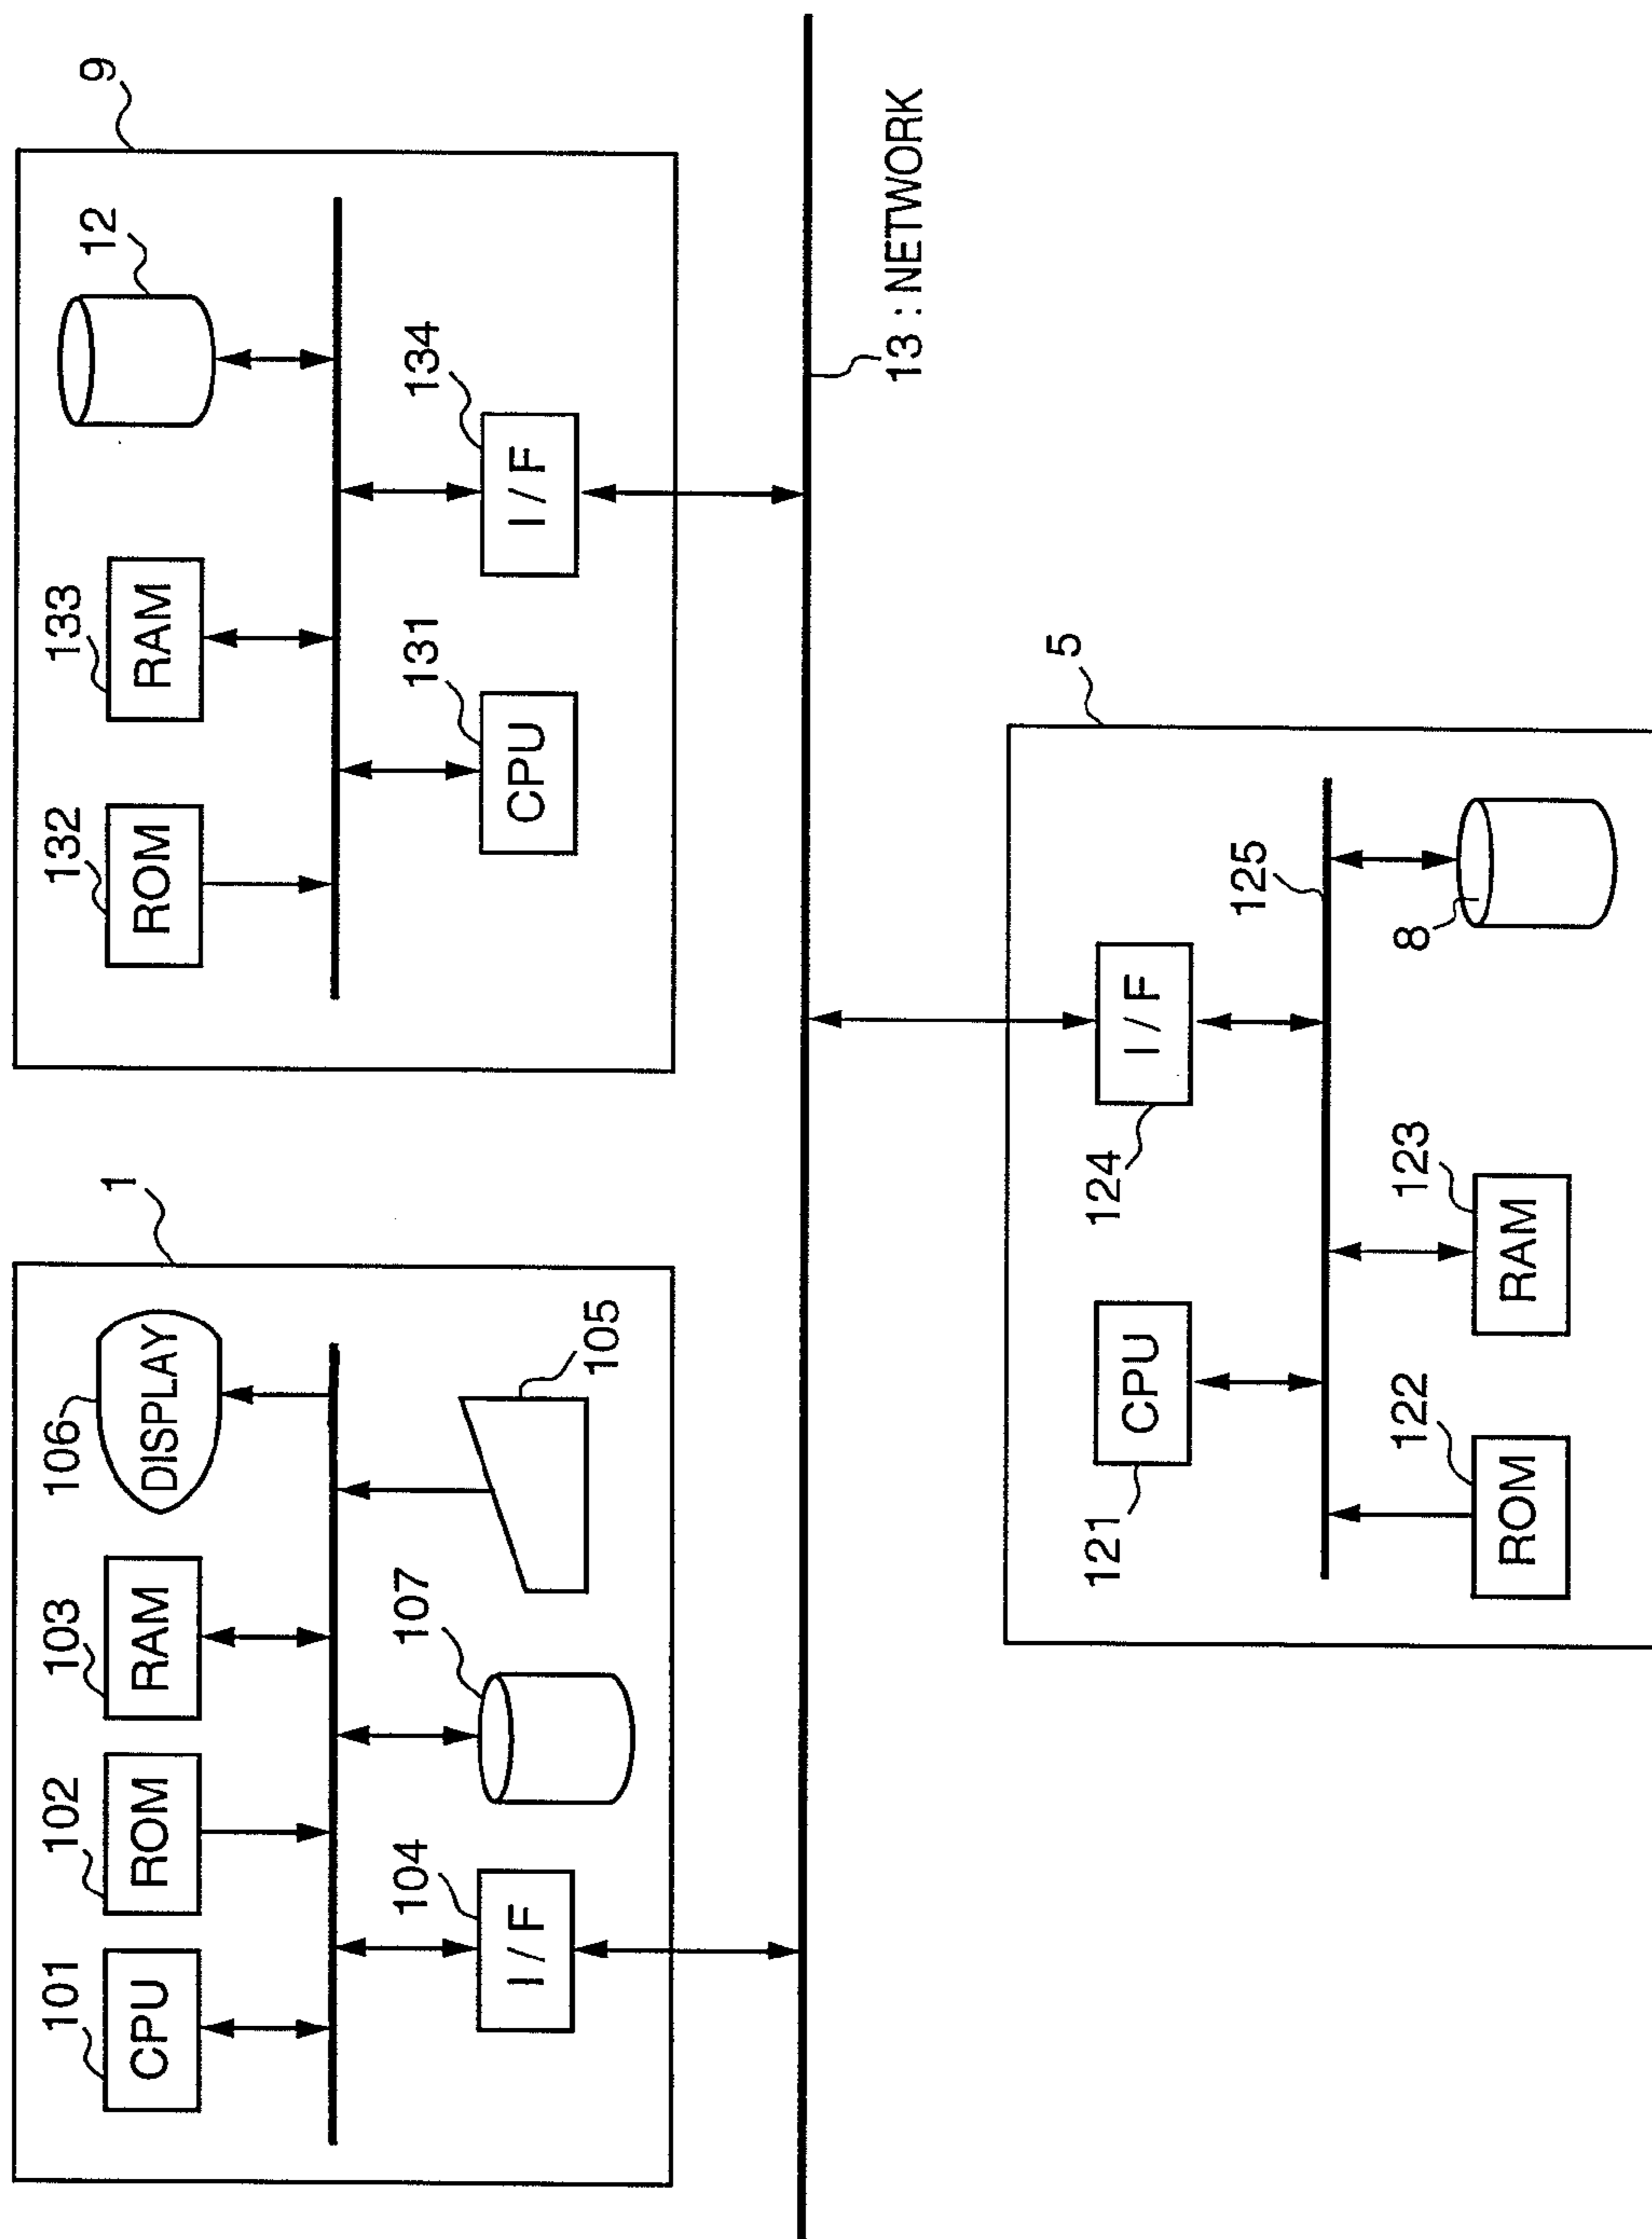 1
101
CPU
102
ROM
103
RAM
106
DISPLAY
104
I/F
107
105
9
132
ROM
133
RAM
12
131
CPU
134
I/F
13 : NETWORK
5
121
CPU
124
I/F
125
122
ROM
123
RAM
8